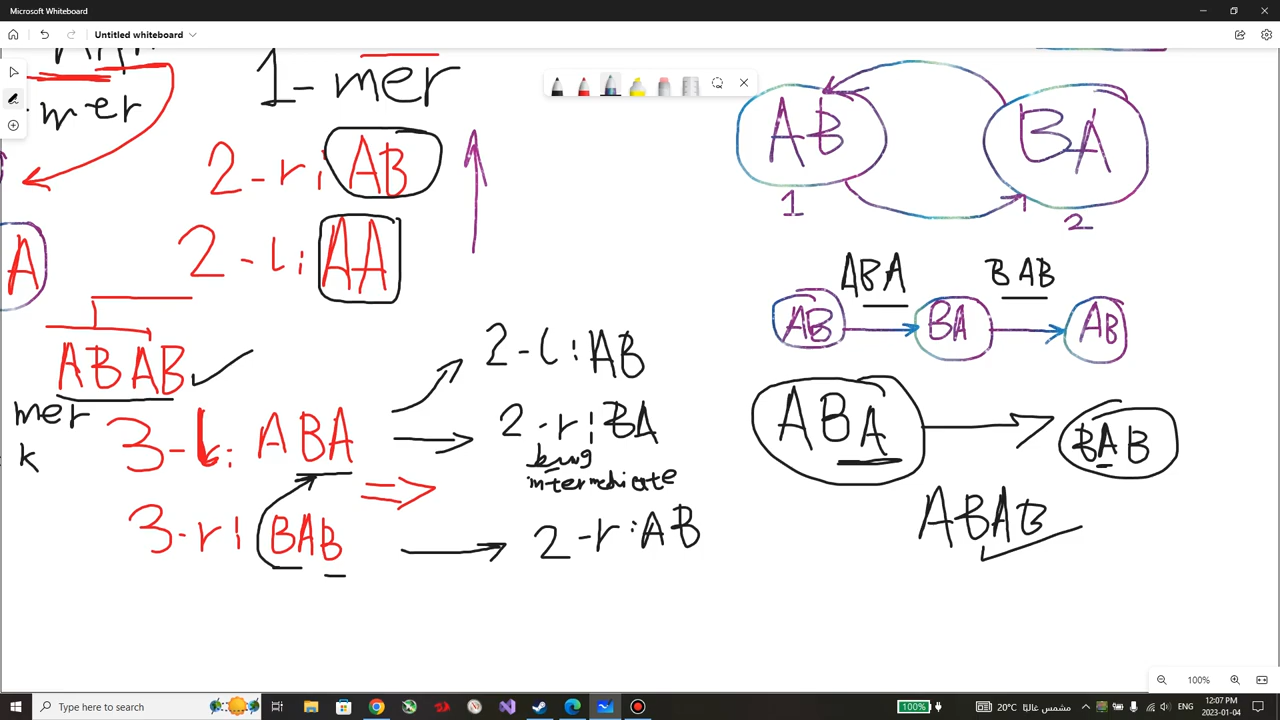 Microsoft Whiteboard
Untitled whiteboard
mer
1-mer
2-r: AB
2-l: AA
A
ABAB
mer
k
3-l: ABA
3-r: BAB
2-l: AB
2-r: BA
intermediate
2-r: AB
AB
1
BA
2
ABA
BAB
AB
BA
AB
ABA
BAB
ABAB
100%
Type here to search
100%
20°C
مشمس غالبًا
12:07 PM
2023-01-04